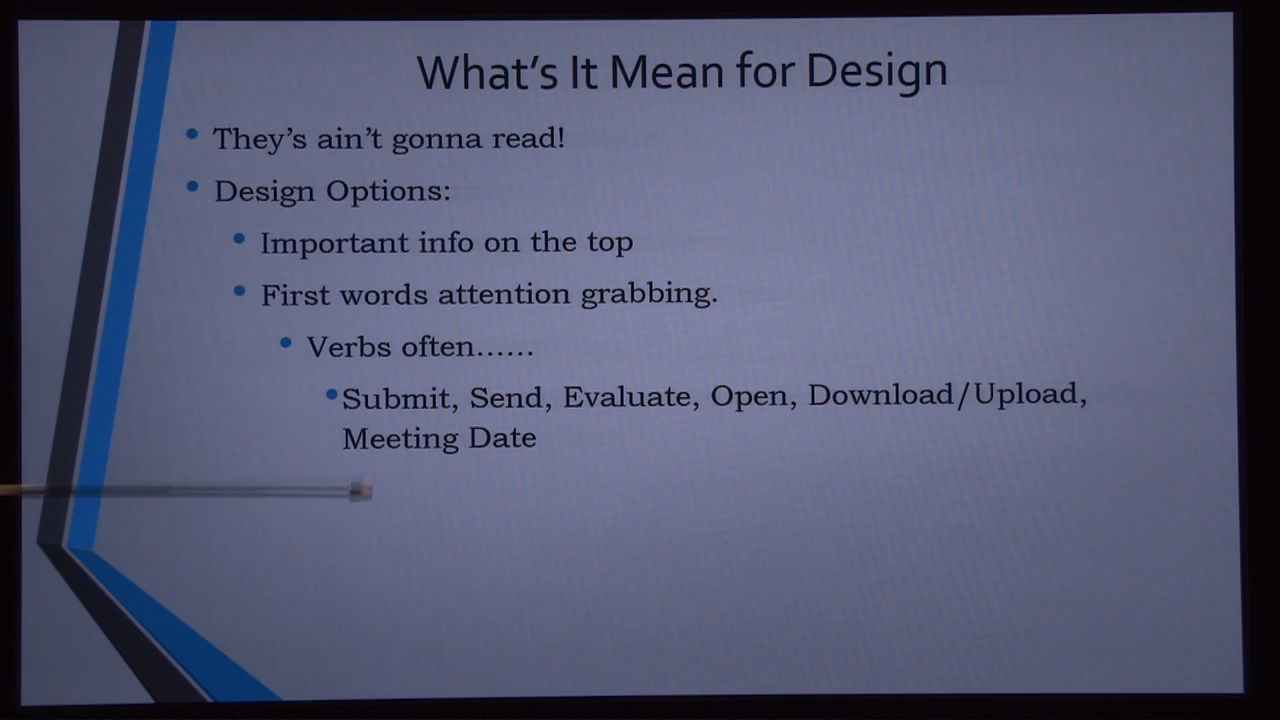 What's It Mean for Design
They's ain't gonna read!
Design Options:
Important info on the top
First words attention grabbing.
Verbs often......
Submit, Send, Evaluate, Open, Download/Upload,
Meeting Date